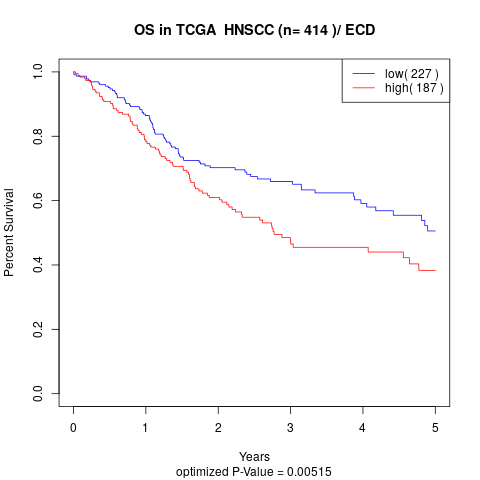 OS in TCGA HNSCC (n= 414 )/ ECD
low( 227 )
high( 187 )
Percent Survival
1.0
0.8
0.6
0.4
0.2
0.0
0 1 2 3 4 5
Years
optimized P-Value = 0.00515